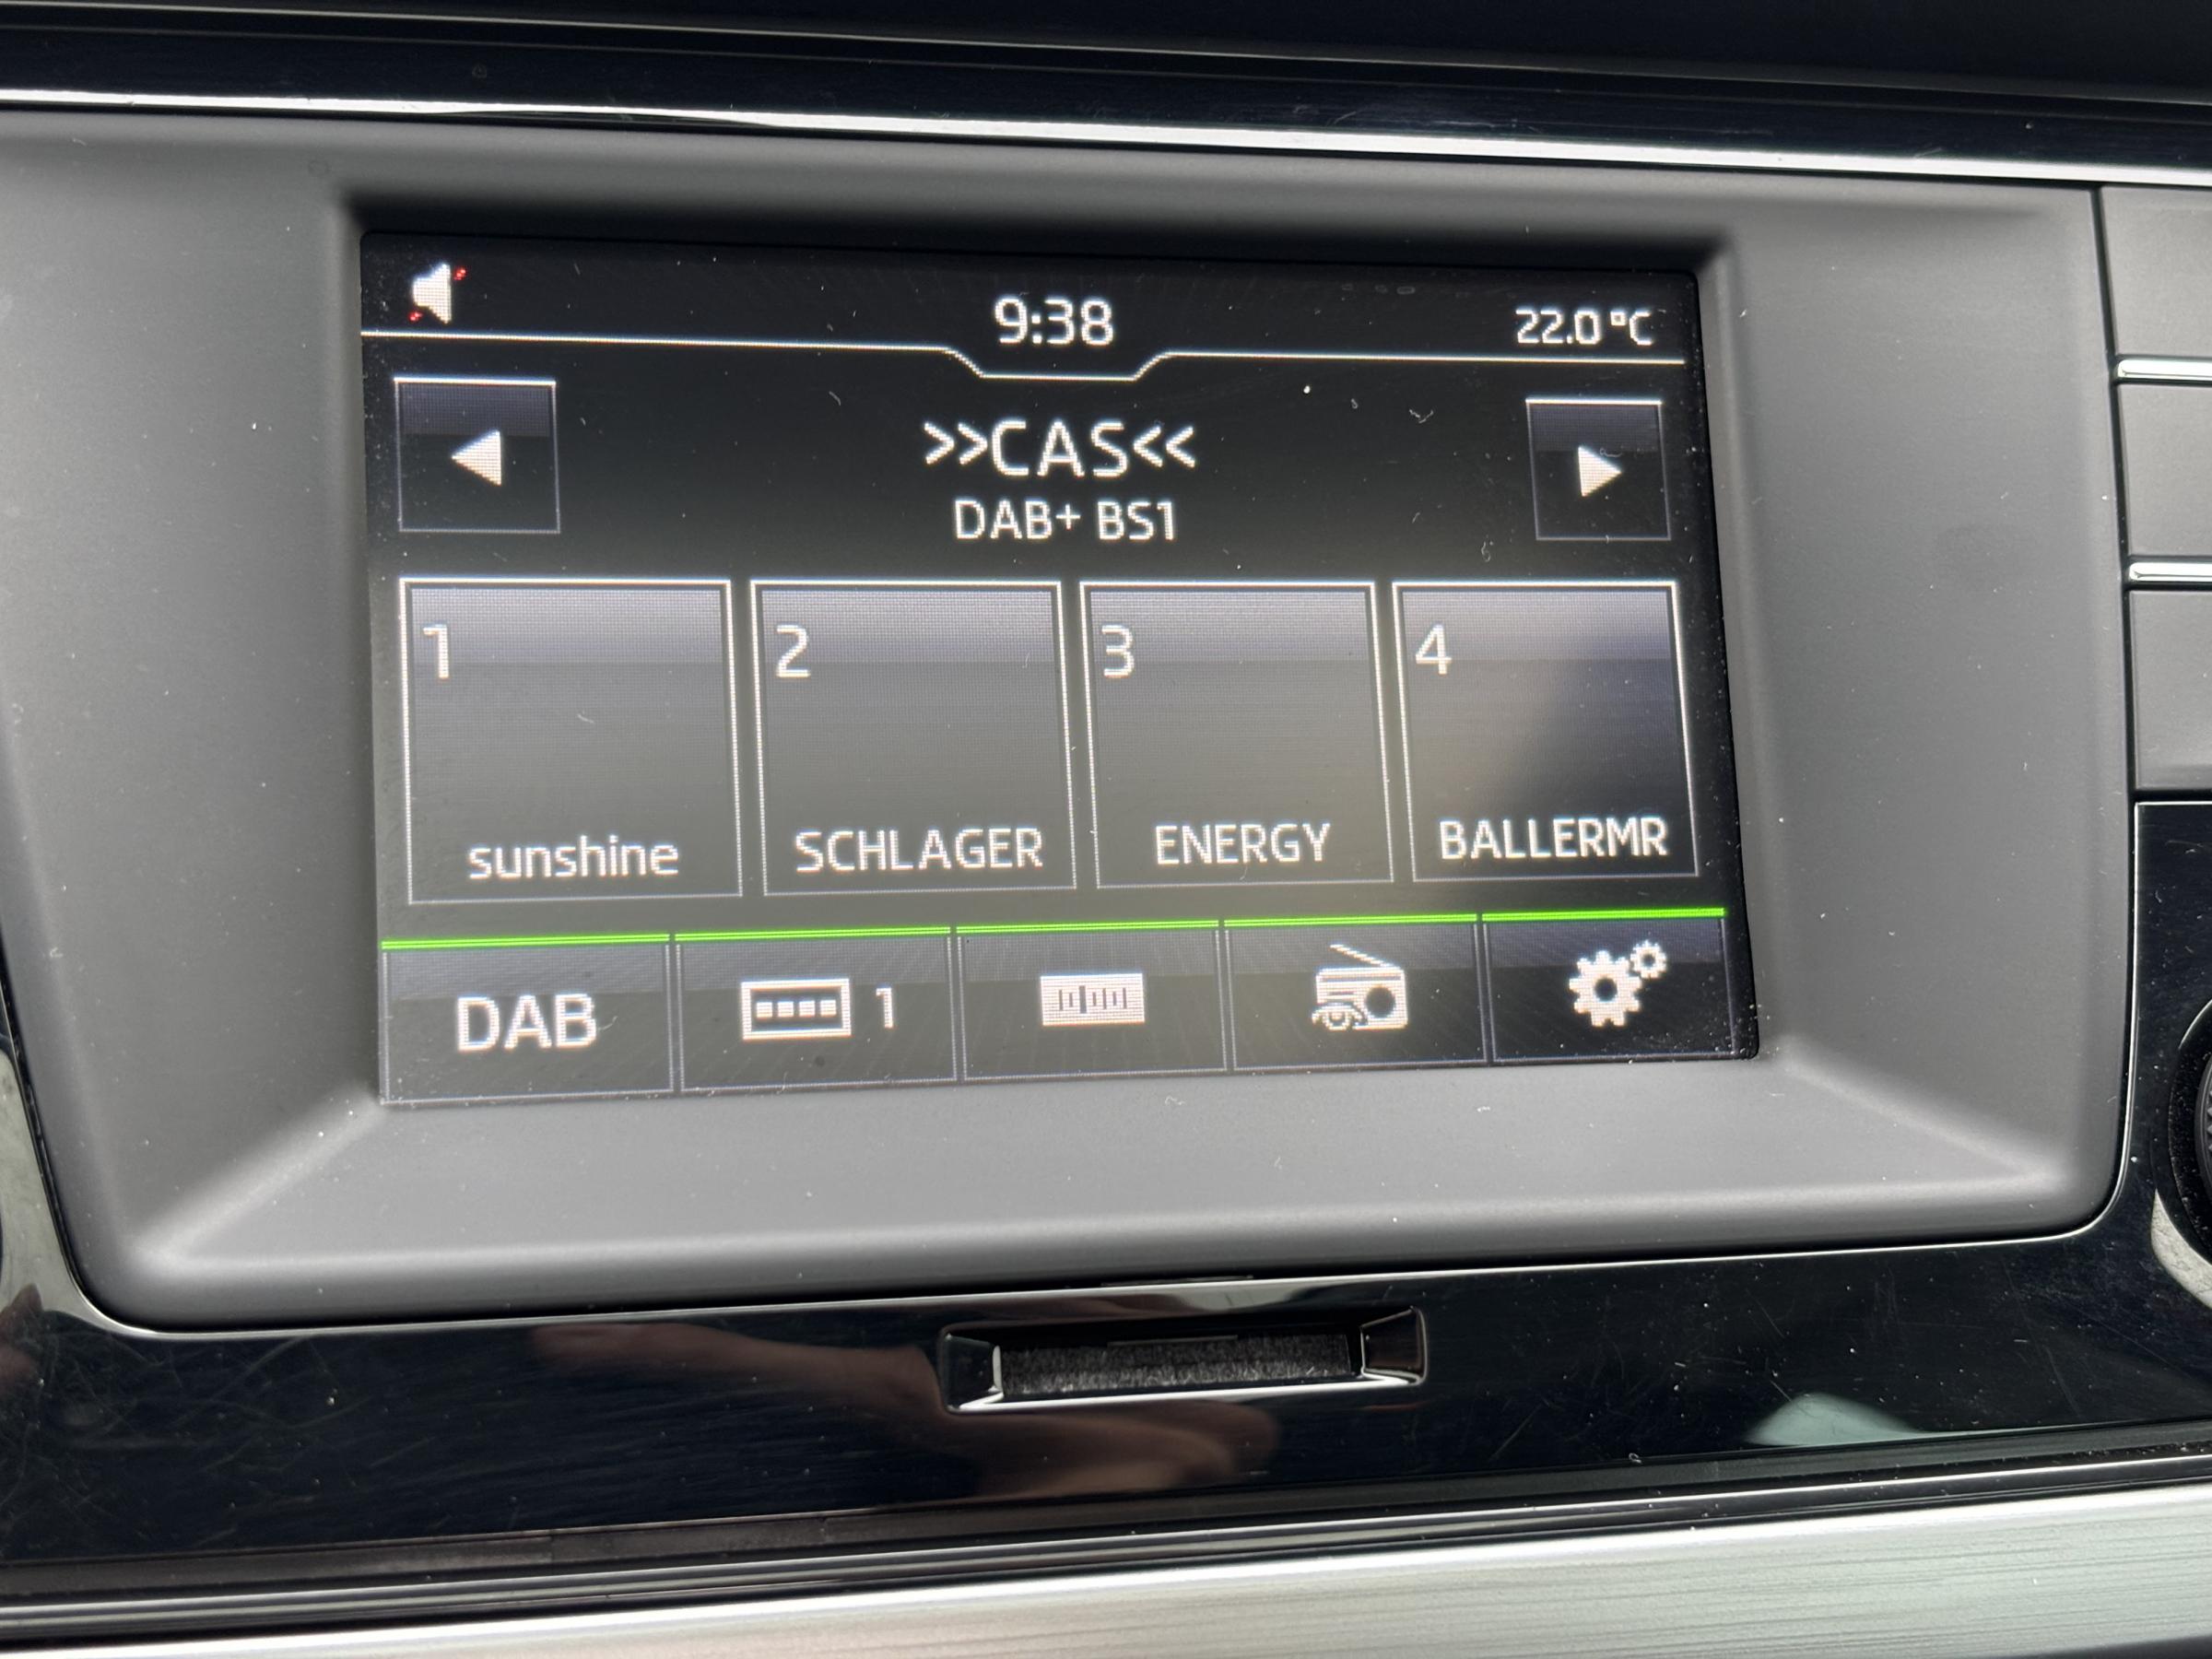 9:38
22.0 °C
>>CAS<<
DAB+ BS1
1
2
3
4
sunshine
SCHLAGER
ENERGY
BALLERMR
DAB
1